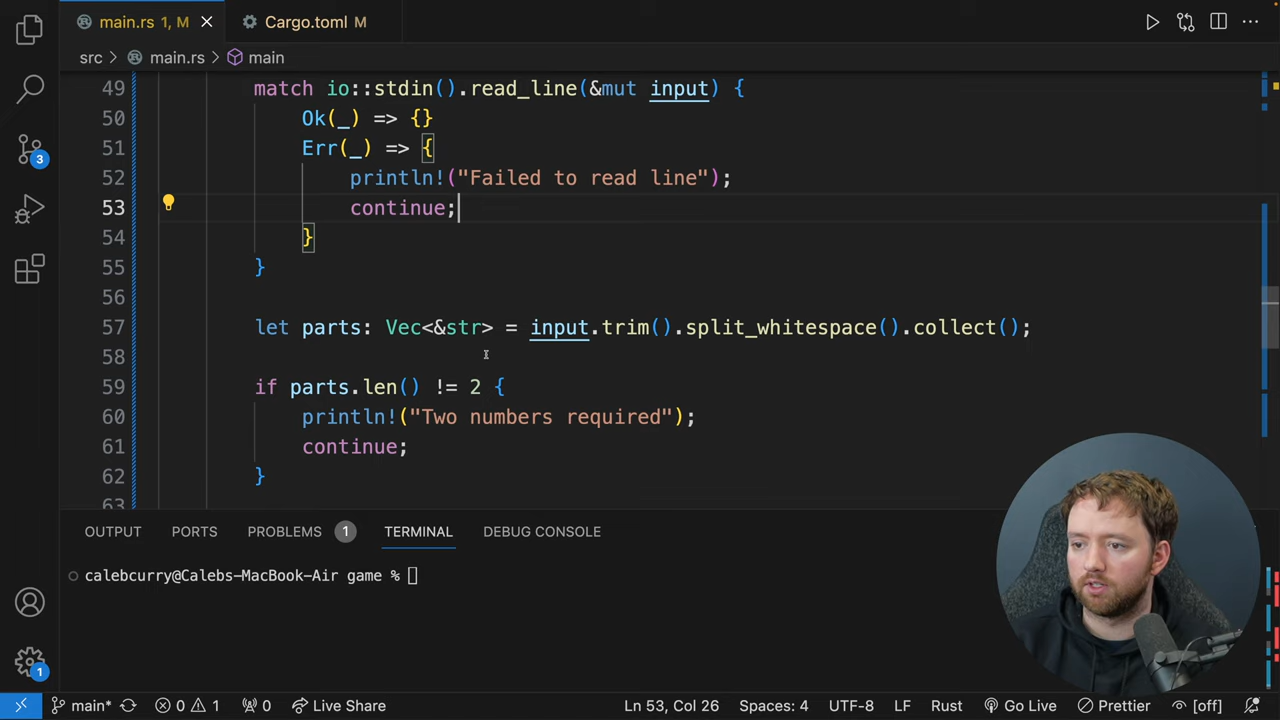 main.rs 1, M
Cargo.toml M
src > main.rs > main
49 match io::stdin().read_line(&mut input) {
50 Ok(_) => {}
51 Err(_) => {
52 println!("Failed to read line");
53 continue;
54 }
55 }
56
57 let parts: Vec<&str> = input.trim().split_whitespace().collect();
58
59 if parts.len() != 2 {
60 println!("Two numbers required");
61 continue;
62 }
63
3
OUTPUT PORTS PROBLEMS 1 TERMINAL DEBUG CONSOLE
calebcurry@Calebs-MacBook-Air game %
1
main* 0 1 0 Live Share Ln 53, Col 26 Spaces: 4 UTF-8 LF Rust Go Live Prettier [off]